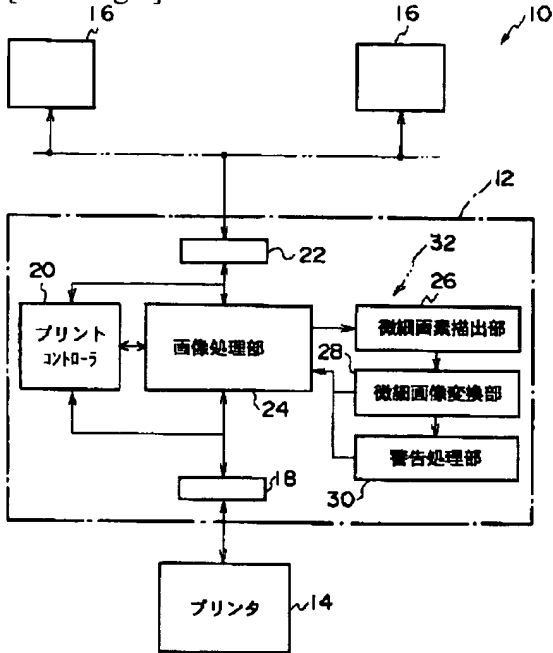 16
16
10
12
22
32
20
26
プリント
コントローラ
画像処理部
微細画素描出部
28
微細画像変換部
24
警告処理部
18
30
プリンタ
14